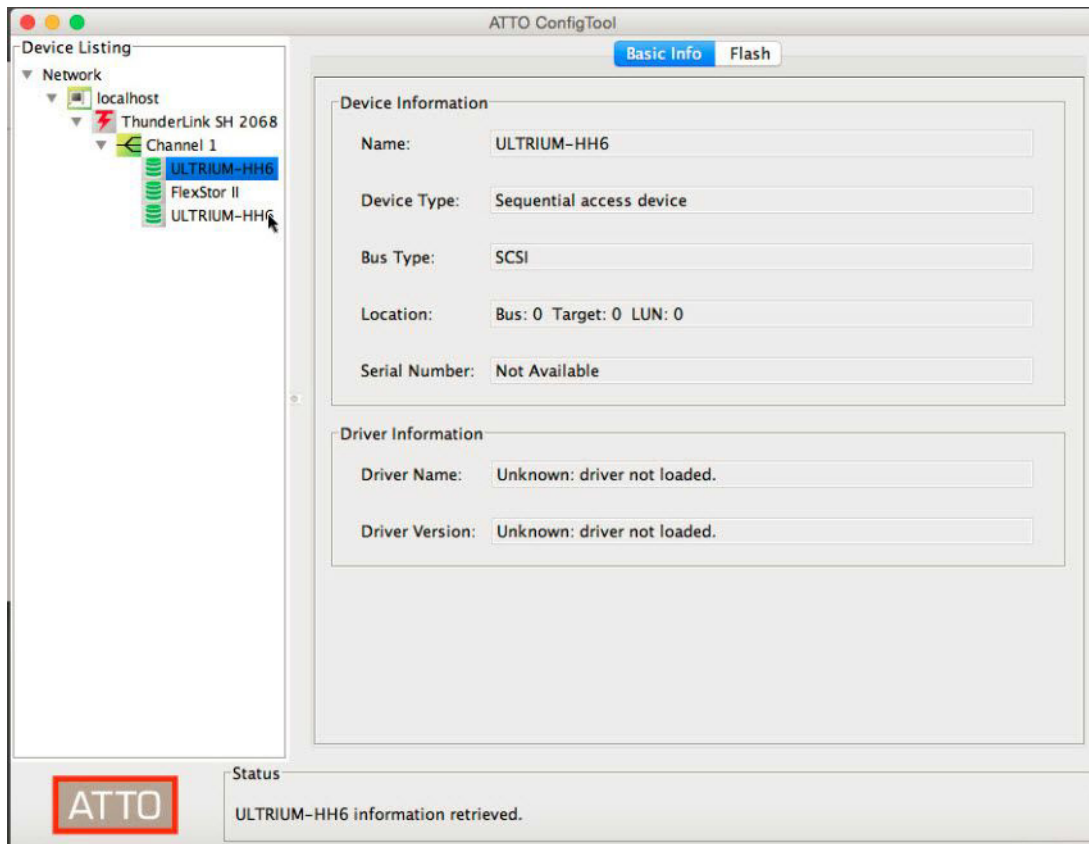 ATTO ConfigTool
Device Listing
Network
localhost
ThunderLink SH 2068
Channel 1
ULTRIUM-HH6
FlexStor II
ULTRIUM-HH6
Basic Info Flash
Device Information
Name: ULTRIUM-HH6
Device Type: Sequential access device
Bus Type: SCSI
Location: Bus: 0 Target: 0 LUN: 0
Serial Number: Not Available
Driver Information
Driver Name: Unknown: driver not loaded.
Driver Version: Unknown: driver not loaded.
ATTO
Status
ULTRIUM-HH6 information retrieved.